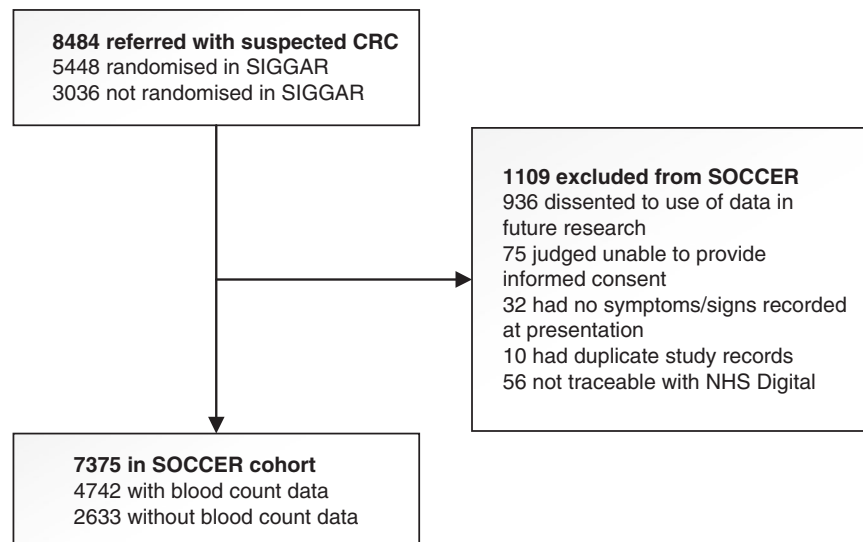 8484 referred with suspected CRC
5448 randomised in SIGGAR
3036 not randomised in SIGGAR
1109 excluded from SOCCER
936 dissented to use of data in
future research
75 judged unable to provide
informed consent
32 had no symptoms/signs recorded
at presentation
10 had duplicate study records
56 not traceable with NHS Digital
7375 in SOCCER cohort
4742 with blood count data
2633 without blood count data